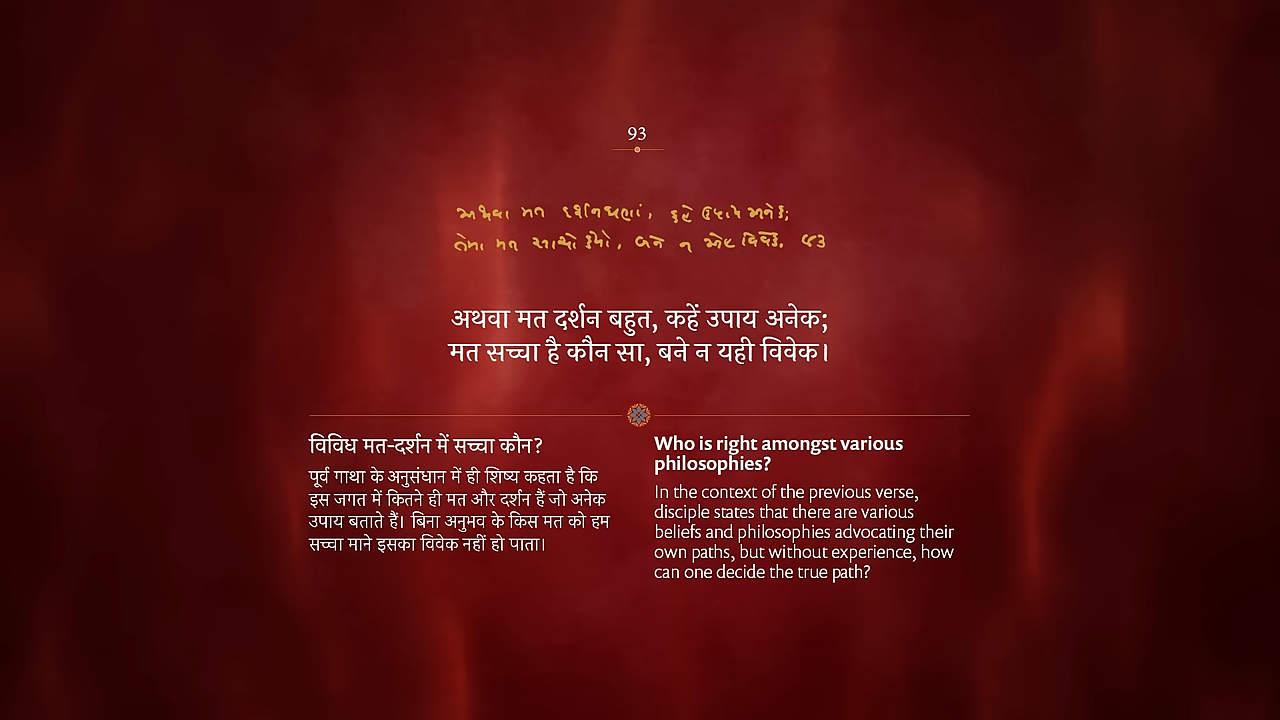 93
અથવા મત દર્શન ઘણાં, કહે ઉપાય અનેક;
તેમાં મત સાચો કયો, બને ન એહ વિવેક. ૯૩
अथवा मत दर्शन बहुत, कहें उपाय अनेक;
मत सच्चा है कौन सा, बने न यही विवेक।
विविध मत-दर्शन में सच्चा कौन?
पूर्व गाथा के अनुसंधान में ही शिष्य कहता है कि
इस जगत में कितने ही मत और दर्शन हैं जो अनेक
उपाय बताते हैं। बिना अनुभव के किस मत को हम
सच्चा माने इसका विवेक नहीं हो पाता।
Who is right amongst various
philosophies?
In the context of the previous verse,
disciple states that there are various
beliefs and philosophies advocating their
own paths, but without experience, how
can one decide the true path?